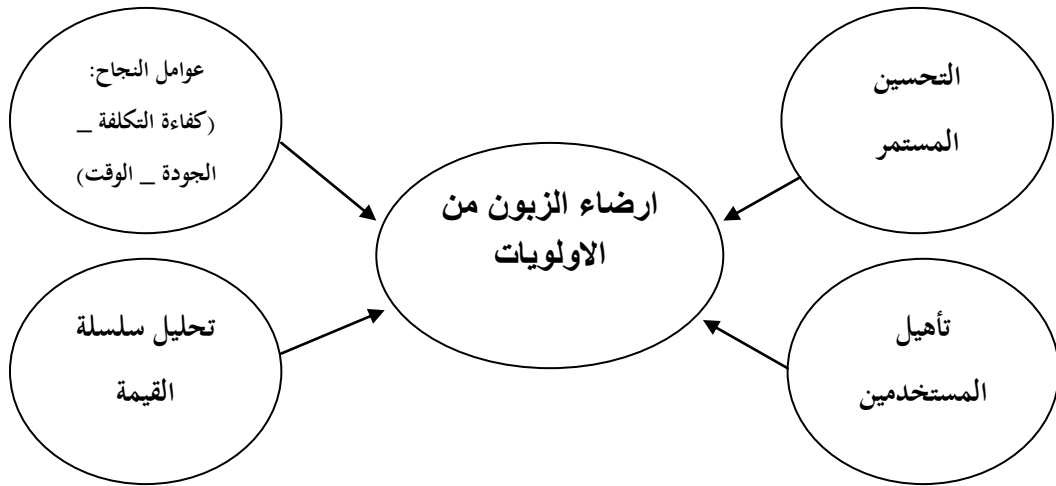 التحسين
المستمر
عوامل النجاح:
(كفاءة التكلفة _
الجودة _ الوقت)
ارضاء الزبون من
الاولويات
تأهيل
المستخدمين
تحليل سلسلة
القيمة